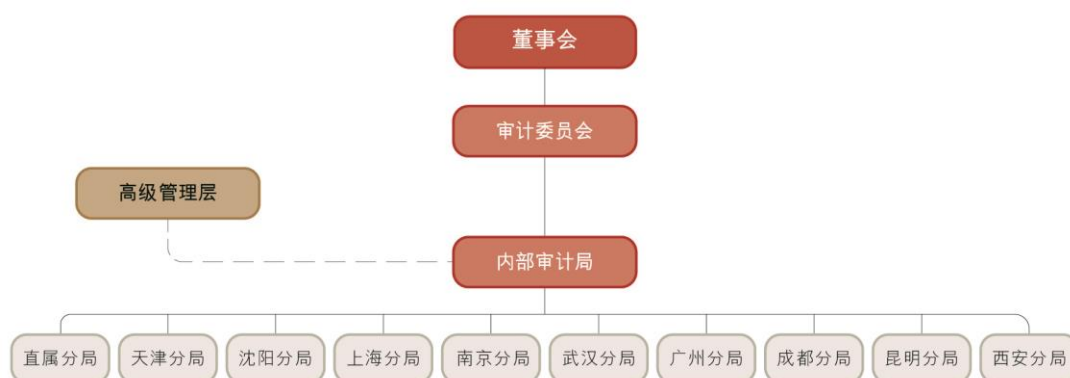 董事会
审计委员会
高级管理层
内部审计局
直属分局
天津分局
沈阳分局
上海分局
南京分局
武汉分局
广州分局
成都分局
昆明分局
西安分局